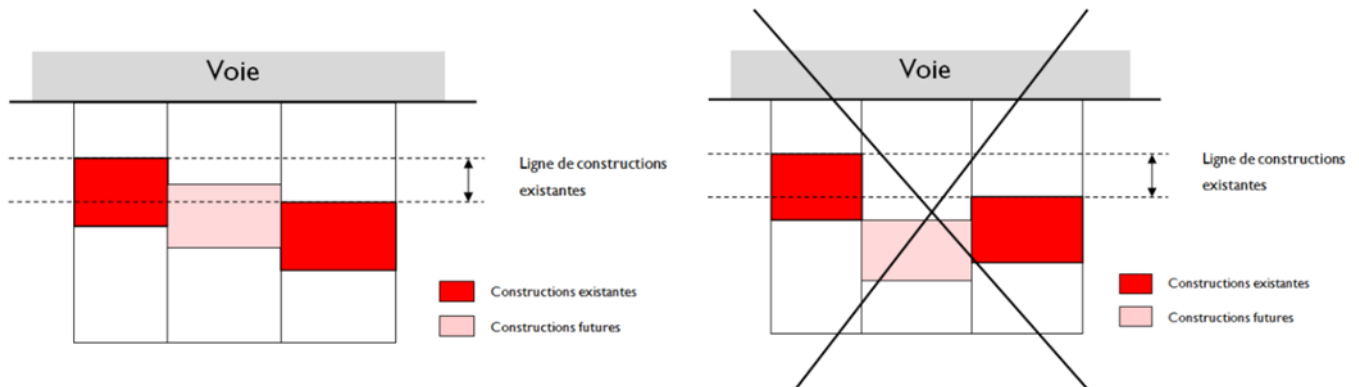 Voie
Ligne de constructions
existantes
Constructions existantes
Constructions futures
Voie
Ligne de constructions
existantes
Constructions existantes
Constructions futures